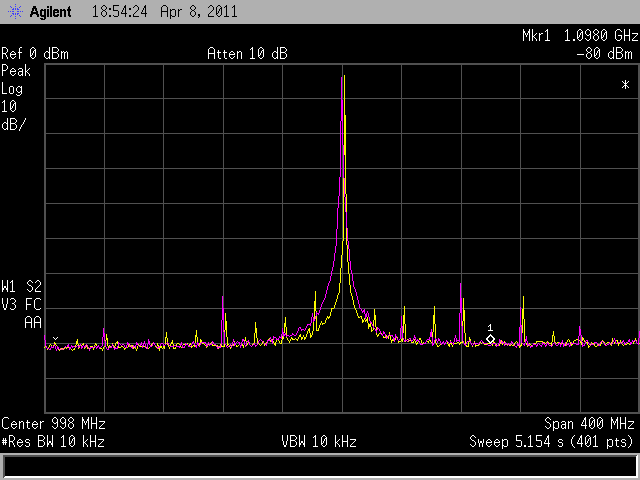 Agilent 18:54:24 Apr 8, 2011
Mkr1 1.0980 GHz
Ref 0 dBm Atten 10 dB -80 dBm
Peak
Log
10
dB/
*
W1 S2
V3 FC
AA
1
Center 998 MHz Span 400 MHz
#Res BW 10 kHz VBW 10 kHz Sweep 5.154 s (401 pts)